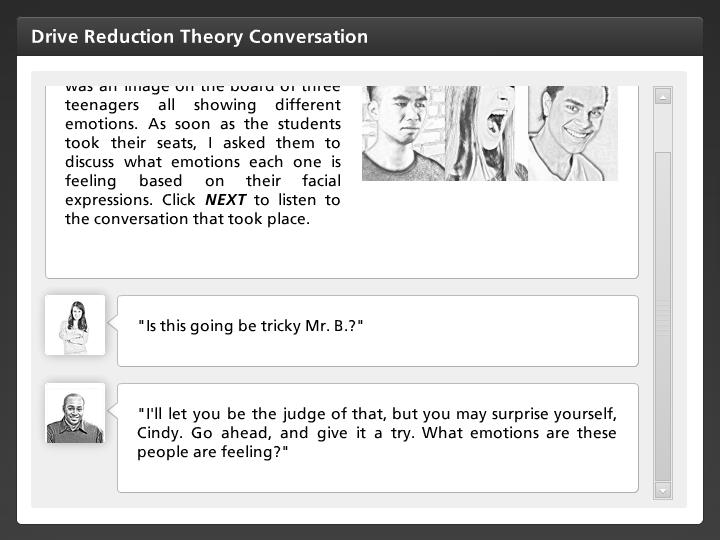 Drive Reduction Theory Conversation
was an image on the board of three
teenagers all showing different
emotions. As soon as the students
took their seats, I asked them to
discuss what emotions each one is
feeling based on their facial
expressions. Click NEXT to listen to
the conversation that took place.
"Is this going be tricky Mr. B.?"
"I'll let you be the judge of that, but you may surprise yourself,
Cindy. Go ahead, and give it a try. What emotions are these
people are feeling?"